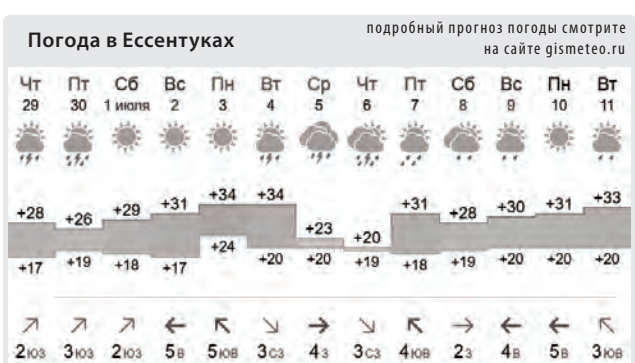 Погода в Ессентуках
подробный прогноз погоды смотрите
на сайте gismeteo.ru
Чт Пт Сб Вс Пн Вт Ср Чт Пт Сб Вс Пн Вт
29 30 1 июля 2 3 4 5 6 7 8 9 10 11
+28 +26 +29 +31 +34 +34 +23 +20 +31 +28 +30 +31 +33
+17 +19 +18 +17 +24 +20 +20 +19 +18 +19 +20 +20 +20
2юз 3юз 2юз 5в 5юв 3сз 4з 3сз 4юв 2з 4в 5в 3юв